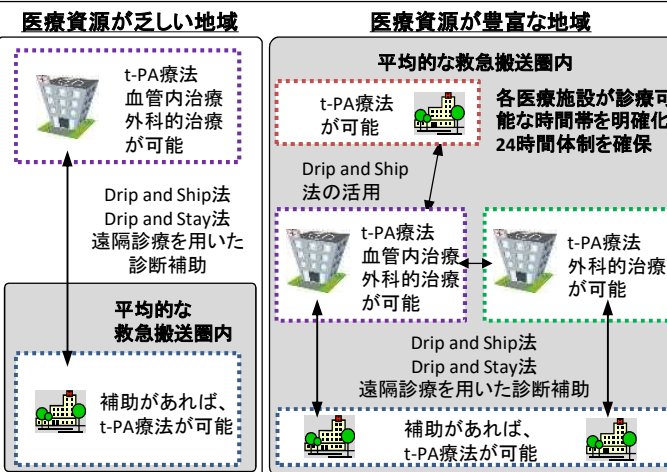 医療資源が乏しい地域
t-PA療法
血管内治療
外科的治療
が可能
Drip and Ship法
Drip and Stay法
遠隔診療を用いた
診断補助
平均的な
救急搬送圏内
補助があれば、
t-PA療法が可能
医療資源が豊富な地域
平均的な救急搬送圏内
t-PA療法
が可能
各医療施設が診療可
能な時間帯を明確化
24時間体制を確保
Drip and Ship
法の活用
t-PA療法
血管内治療
外科的治療
が可能
t-PA療法
外科的治療
が可能
Drip and Ship法
Drip and Stay法
遠隔診療を用いた診断補助
補助があれば、
t-PA療法が可能